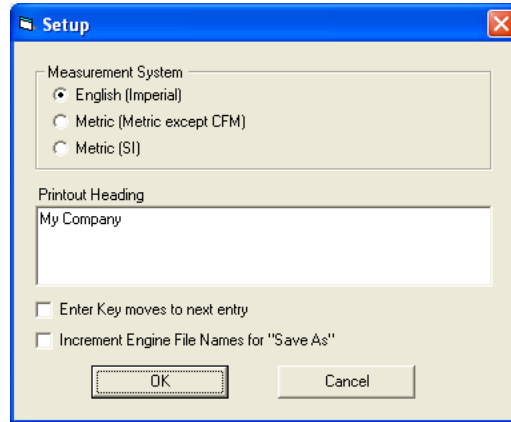 Setup
Measurement System
English (Imperial)
Metric (Metric except CFM)
Metric (SI)
Printout Heading
My Company
Enter Key moves to next entry
Increment Engine File Names for "Save As"
OK Cancel